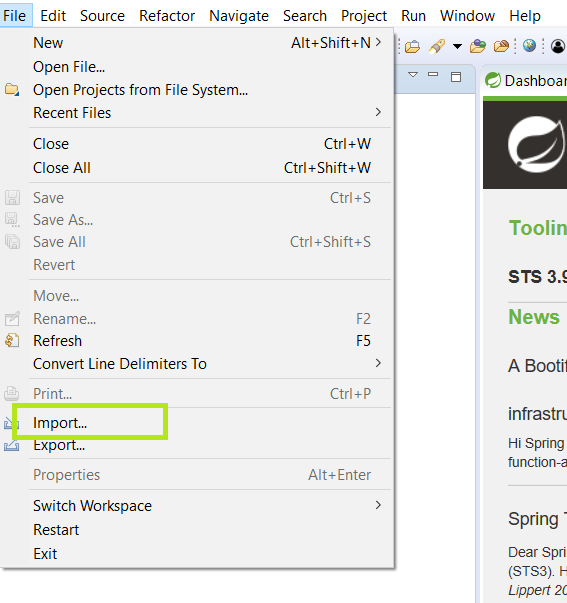 File Edit Source Refactor Navigate Search Project Run Window Help
New Alt+Shift+N
Open File...
Open Projects from File System...
Recent Files
Close Ctrl+W
Close All Ctrl+Shift+W
Save Ctrl+S
Save As...
Save All Ctrl+Shift+S
Revert
Move...
Rename... F2
Refresh F5
Convert Line Delimiters To
Print... Ctrl+P
Import...
Export...
Properties Alt+Enter
Switch Workspace
Restart
Exit
Dashboar
Toolin
STS 3.9
News
A Bootif
infrastru
Hi Spring
function-a
Spring T
Dear Spri
(STS3). H
Lippert 20